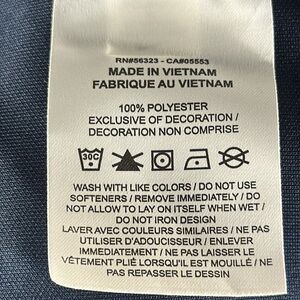 RN#56323 - CA#05553
MADE IN VIETNAM
FABRIQUE AU VIETNAM
100% POLYESTER
EXCLUSIVE OF DECORATION /
DECORATION NON COMPRISE
30C
WASH WITH LIKE COLORS / DO NOT USE
SOFTENERS / REMOVE IMMEDIATELY / DO
NOT ALLOW TO LAY ON ITSELF WHEN WET /
DO NOT IRON DESIGN
LAVER AVEC COULEURS SIMILAIRES / NE PAS
UTILISER D'ADOUCISSEUR / ENLEVER
IMMÉDIATEMENT / NE PAS LAISSER LE
VÊTEMENT PLIÉ LORSQU'IL EST MOUILLÉ / NE
PAS REPASSER LE DESSIN